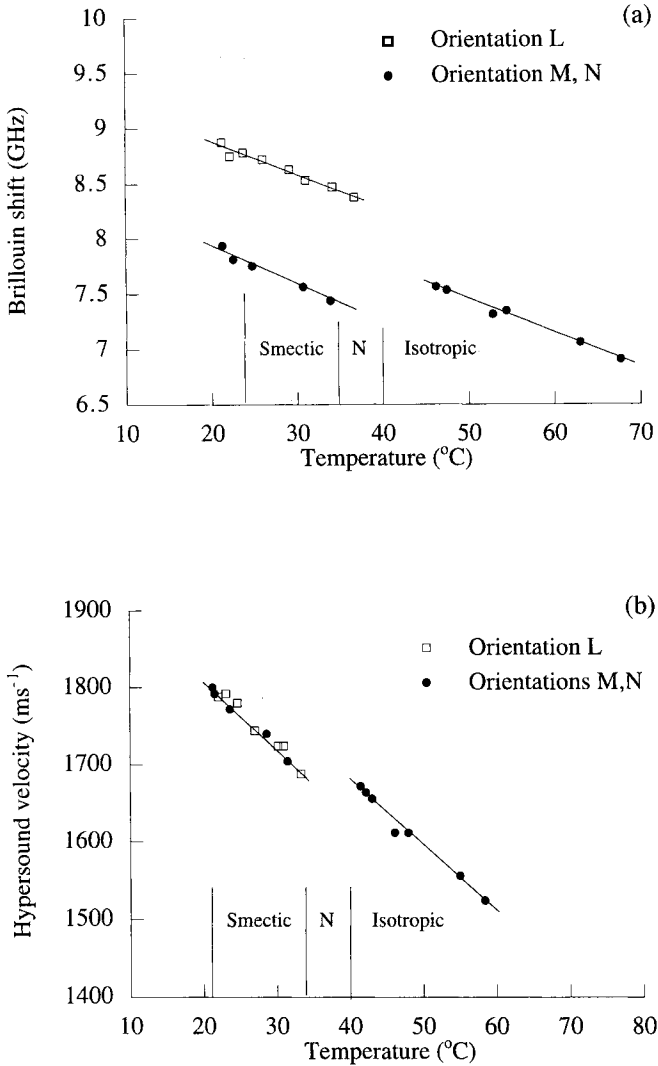 (a)
10
9.5
9
8.5
8
7.5
7
6.5
Brillouin shift (GHz)
Orientation L
Orientation M, N
Smectic N Isotropic
10 20 30 40 50 60 70
Temperature (°C)
(b)
1900
1800
1700
1600
1500
1400
Hypersound velocity (ms⁻¹)
Orientation L
Orientations M,N
Smectic N Isotropic
10 20 30 40 50 60 70 80
Temperature (°C)